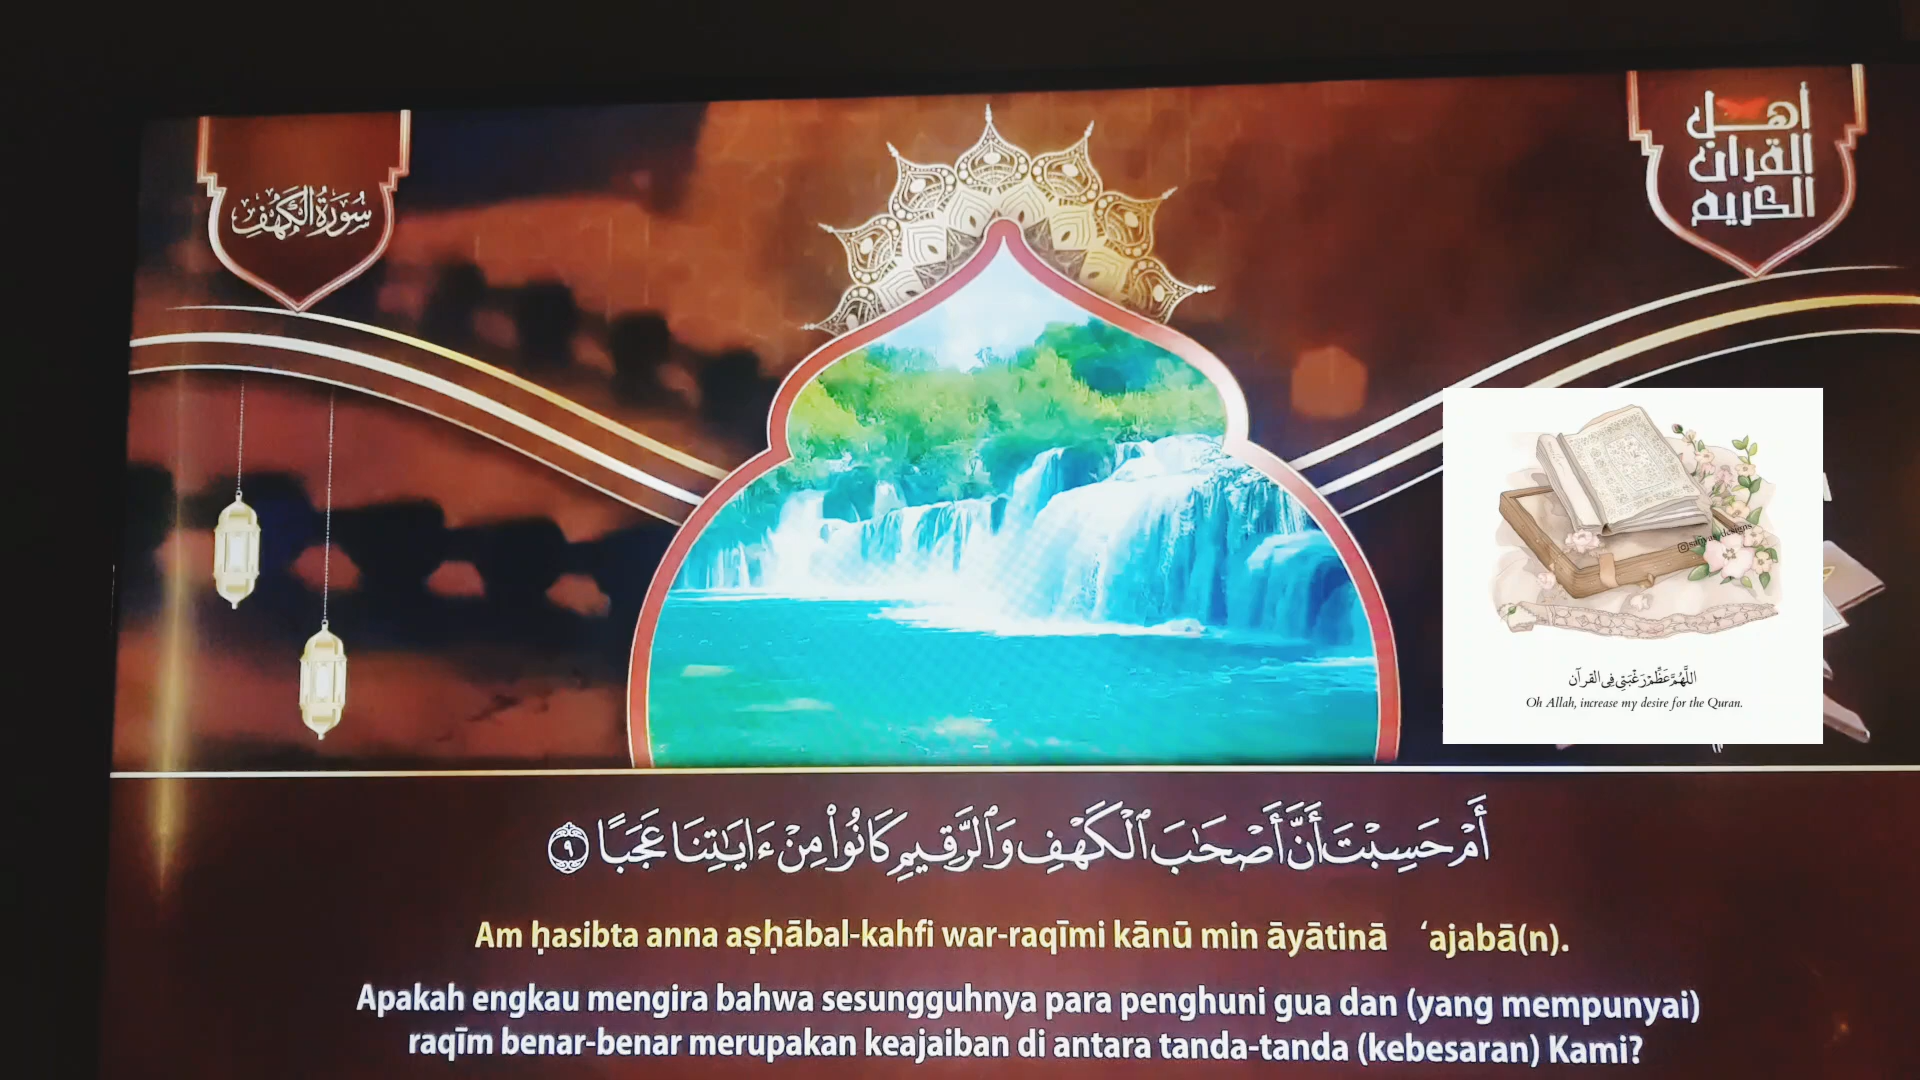 سُورَةُ الكَهْفِ
أهل
القرآن
الكريم
@sanyas.designs
اللَّهُمَّ عَظِّمْ رَغْبَتِي فِي القرآن
Oh Allah, increase my desire for the Quran.
أَمْ حَسِبْتَ أَنَّ أَصْحَٰبَ ٱلْكَهْفِ وَٱلرَّقِيمِ كَانُوا۟ مِنْ ءَايَٰتِنَا عَجَبًا ٩
Am ḥasibta anna aṣḥābal-kahfi war-raqīmi kānū min āyātinā ‘ajabā(n).
Apakah engkau mengira bahwa sesungguhnya para penghuni gua dan (yang mempunyai)
raqīm benar-benar merupakan keajaiban di antara tanda-tanda (kebesaran) Kami?